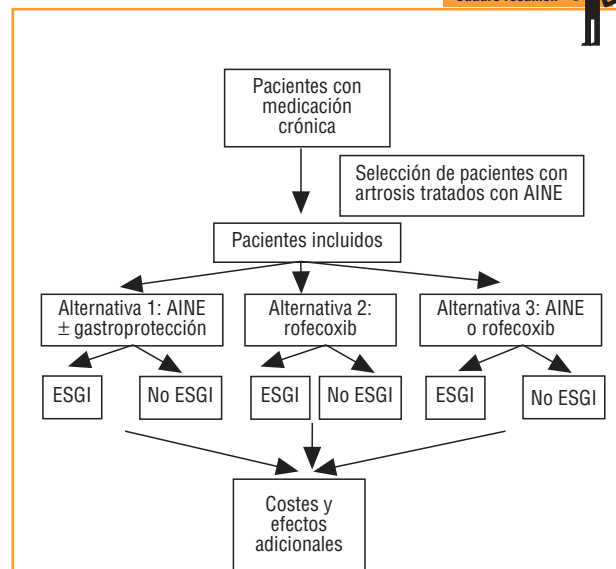 Pacientes con
medicación
crónica
Selección de pacientes con
artrosis tratados con AINE
Pacientes incluidos
Alternativa 1: AINE
± gastroprotección
Alternativa 2:
rofecoxib
Alternativa 3: AINE
o rofecoxib
ESGI
No ESGI
ESGI
No ESGI
ESGI
No ESGI
Costes y
efectos
adicionales